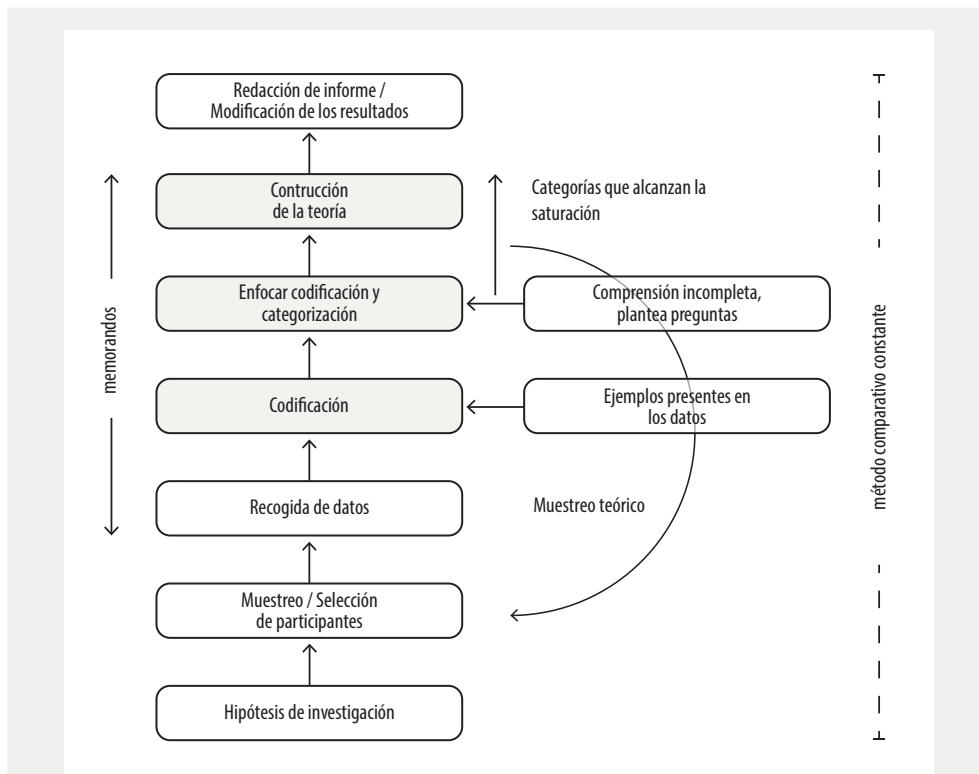 Redacción de informe /
Modificación de los resultados
Contrucción
de la teoría
Categorías que alcanzan la
saturación
Enfocar codificación y
categorización
Comprensión incompleta,
plantea preguntas
memorandos
método comparativo constante
Codificación
Ejemplos presentes en
los datos
Recogida de datos
Muestreo teórico
Muestreo / Selección
de participantes
Hipótesis de investigación